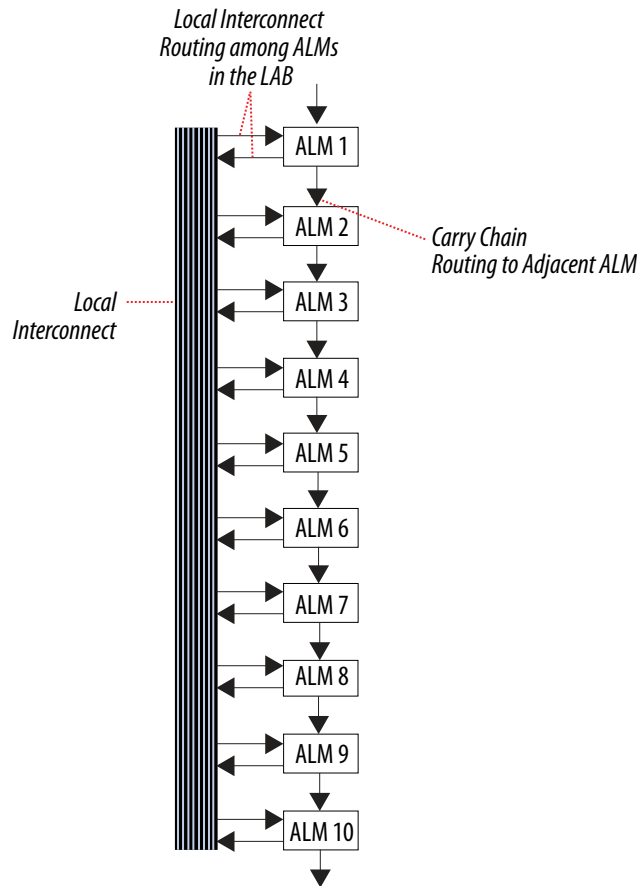 Local Interconnect
Routing among ALMs
in the LAB
ALM 1
ALM 2
Carry Chain
Routing to Adjacent ALM
ALM 3
Local
Interconnect
ALM 4
ALM 5
ALM 6
ALM 7
ALM 8
ALM 9
ALM 10